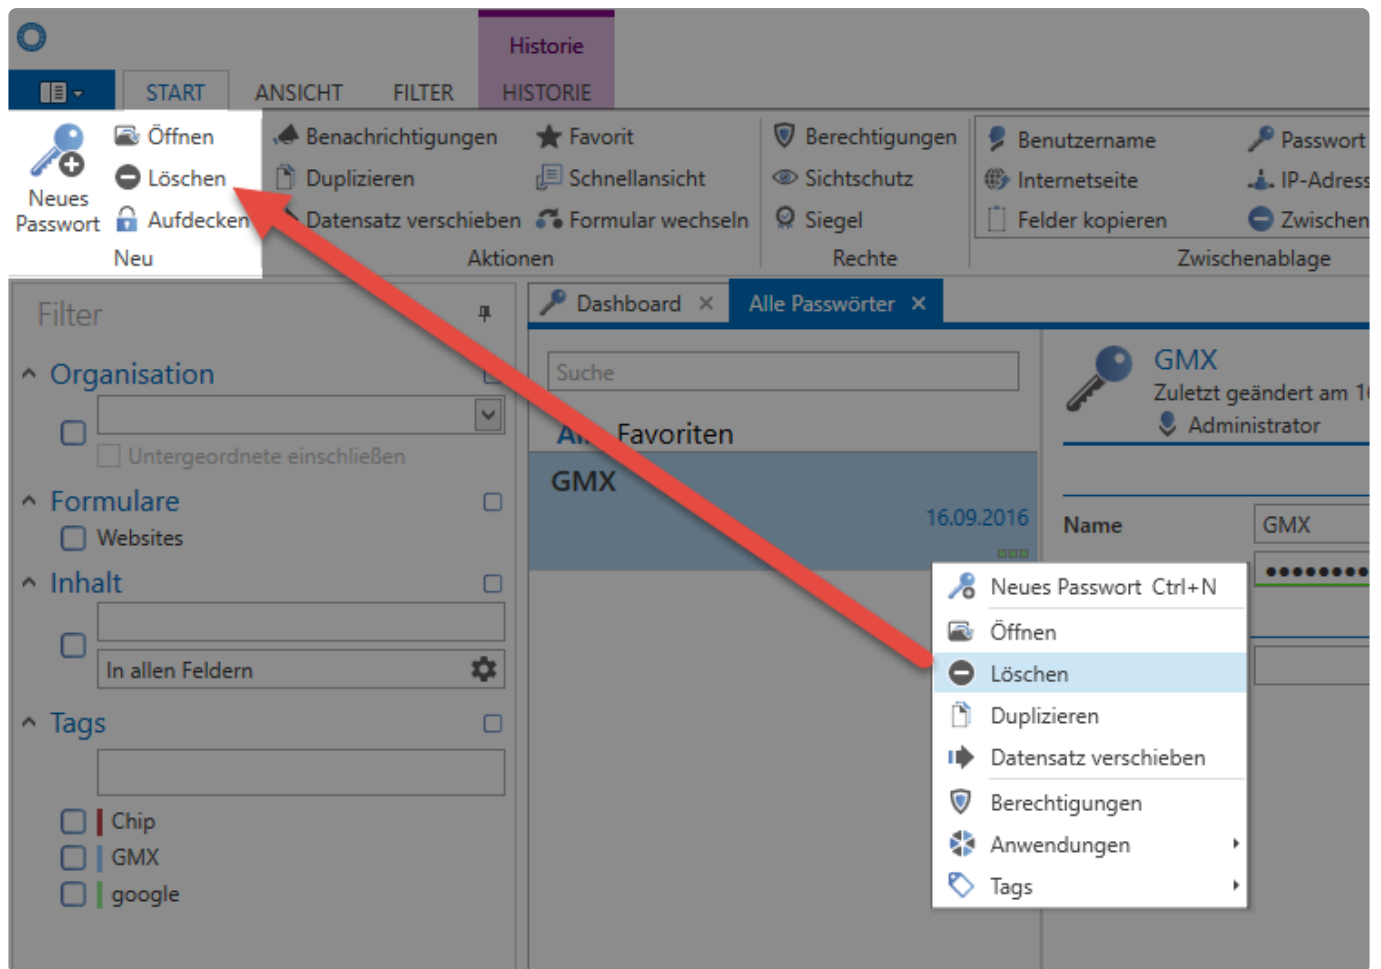 Historie
START ANSICHT FILTER HISTORIE
Neues Passwort
Öffnen
Löschen
Aufdecken
Neu
Benachrichtigungen
Duplizieren
Datensatz verschieben
Favorit
Schnellansicht
Formular wechseln
Aktionen
Berechtigungen
Sichtschutz
Siegel
Rechte
Benutzername
Internetseite
Felder kopieren
Passwort
IP-Adress
Zwischen
Zwischenablage
Filter
Organisation
Untergeordnete einschließen
Formulare
Websites
Inhalt
In allen Feldern
Tags
Chip
GMX
google
Dashboard
Alle Passwörter
Suche
Favoriten
GMX
16.09.2016
GMX
Zuletzt geändert am 1
Administrator
Name GMX
Neues Passwort Ctrl+N
Öffnen
Löschen
Duplizieren
Datensatz verschieben
Berechtigungen
Anwendungen
Tags